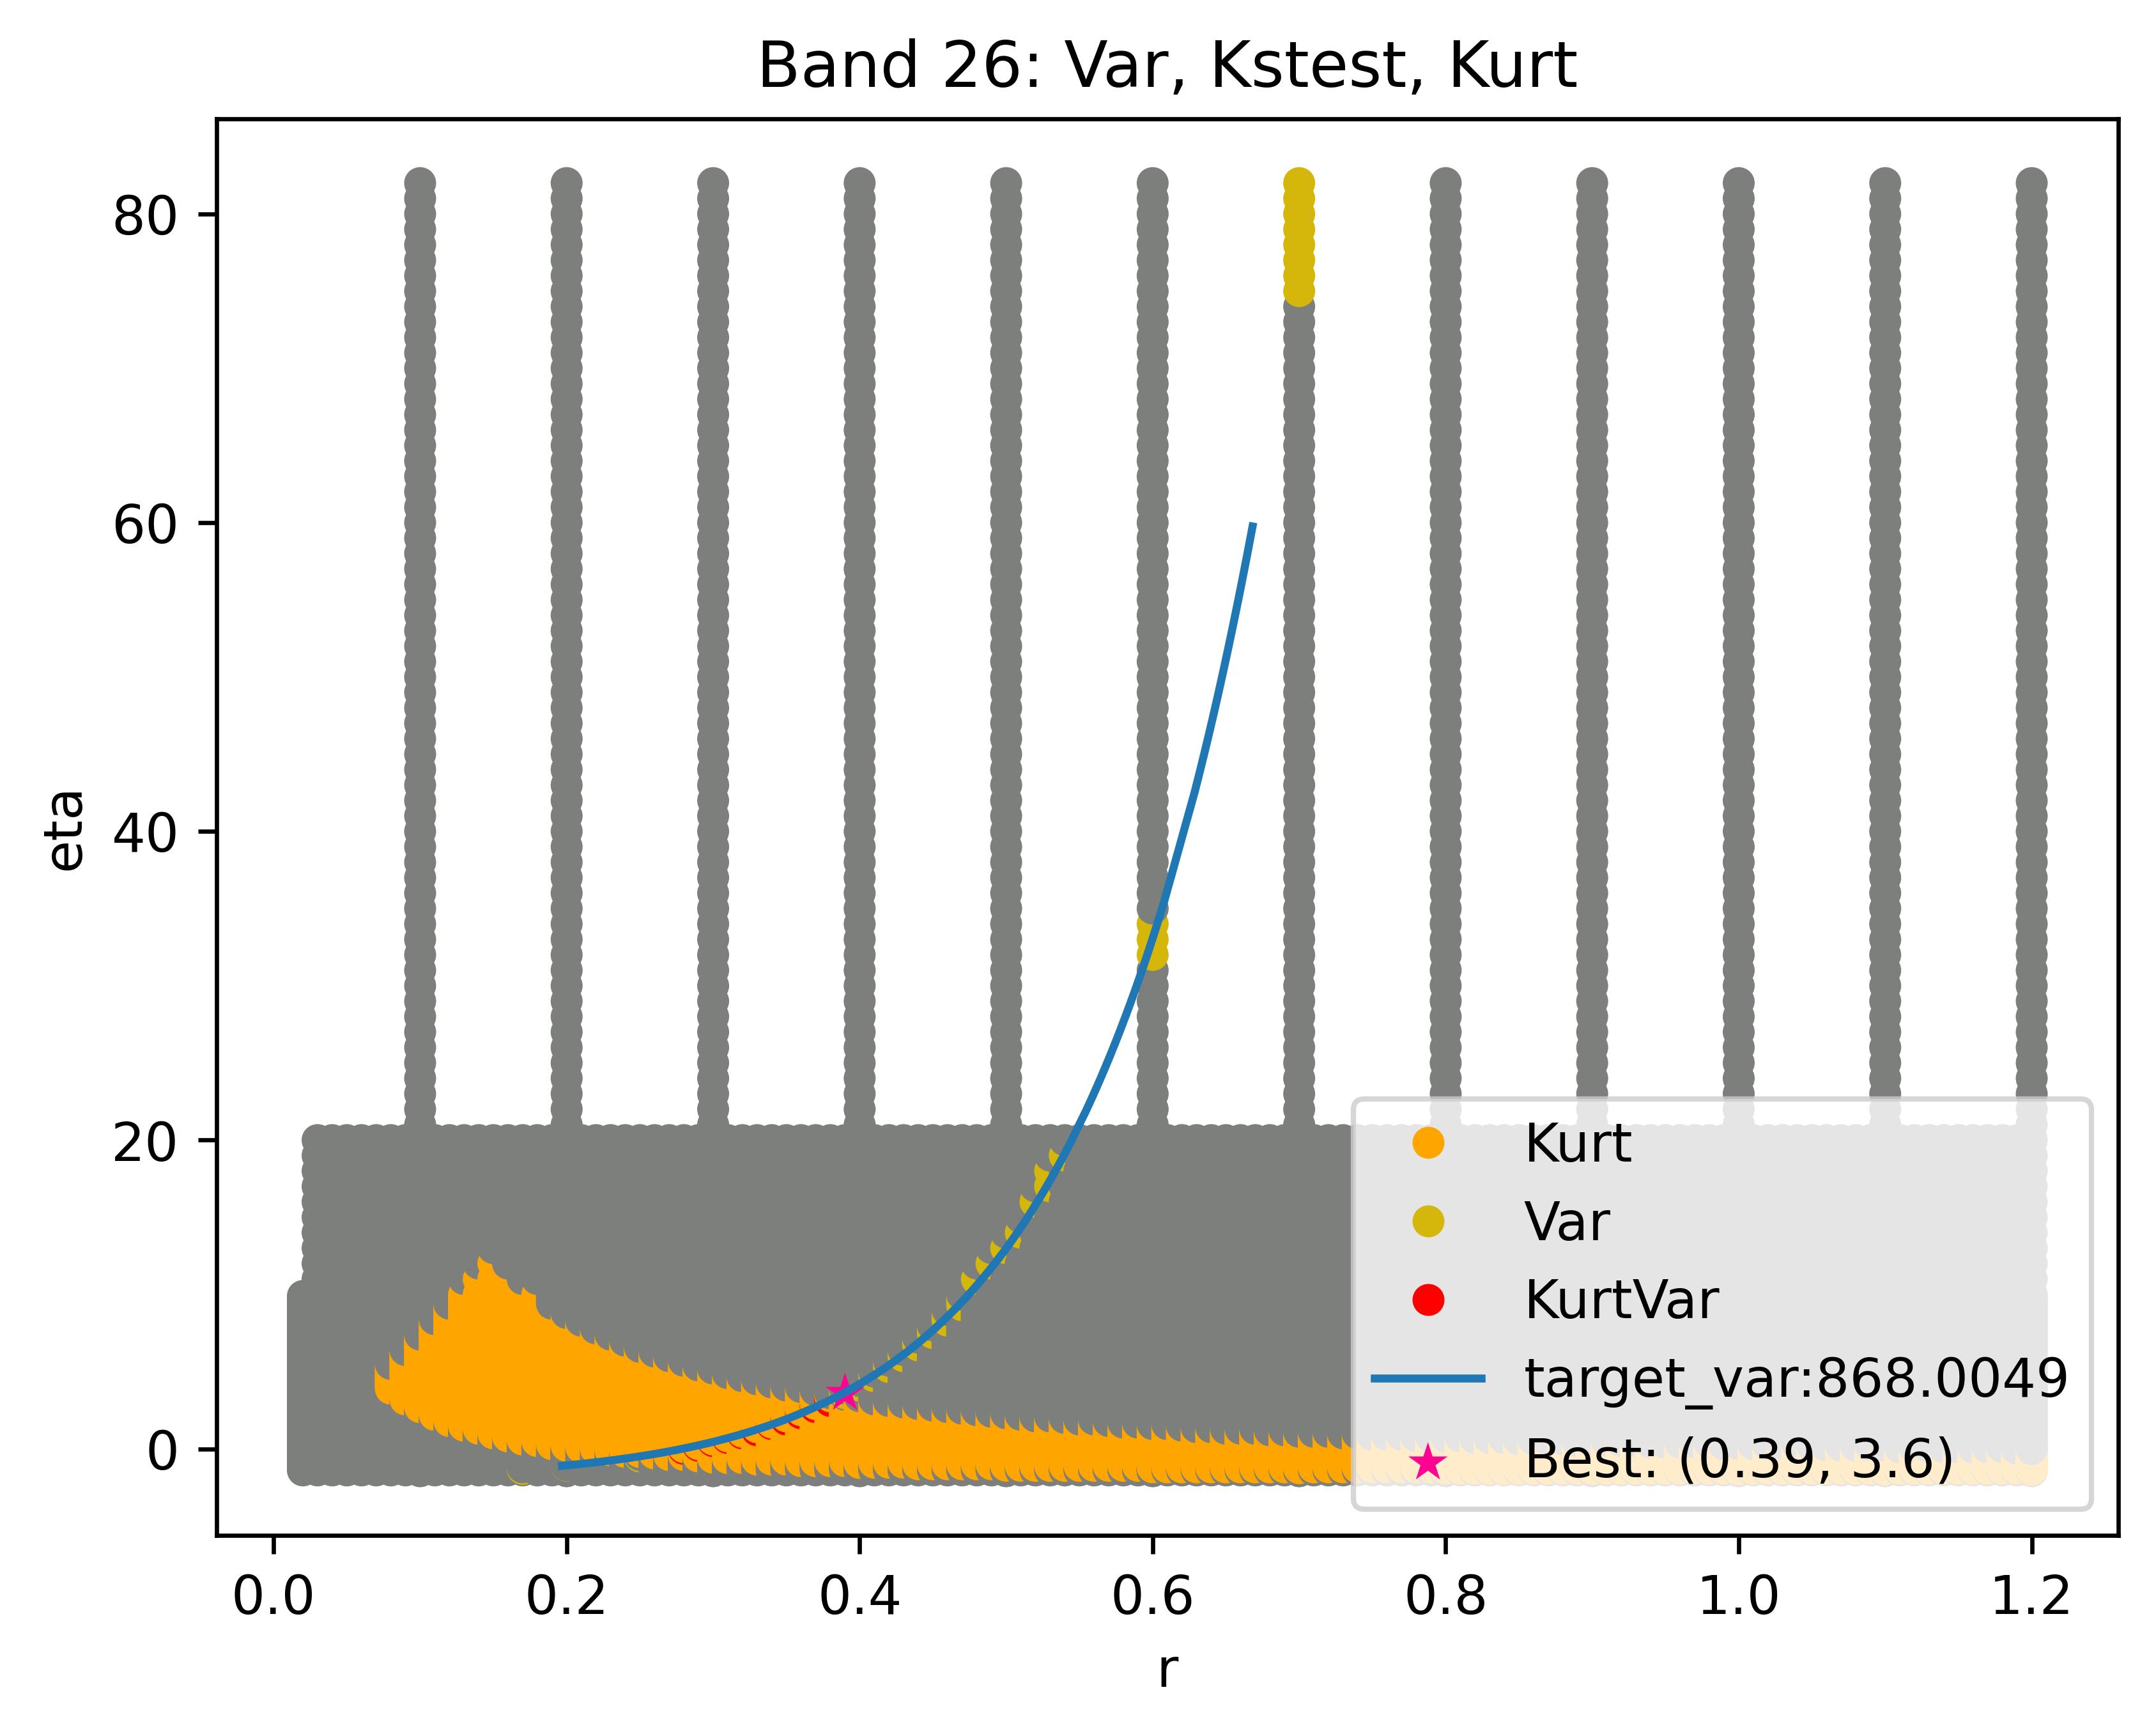 Band 26: Var, Kstest, Kurt
80
60
40
20
0
eta
Kurt
Var
KurtVar
target_var:868.0049
Best: (0.39, 3.6)
0.0 0.2 0.4 0.6 0.8 1.0 1.2
r